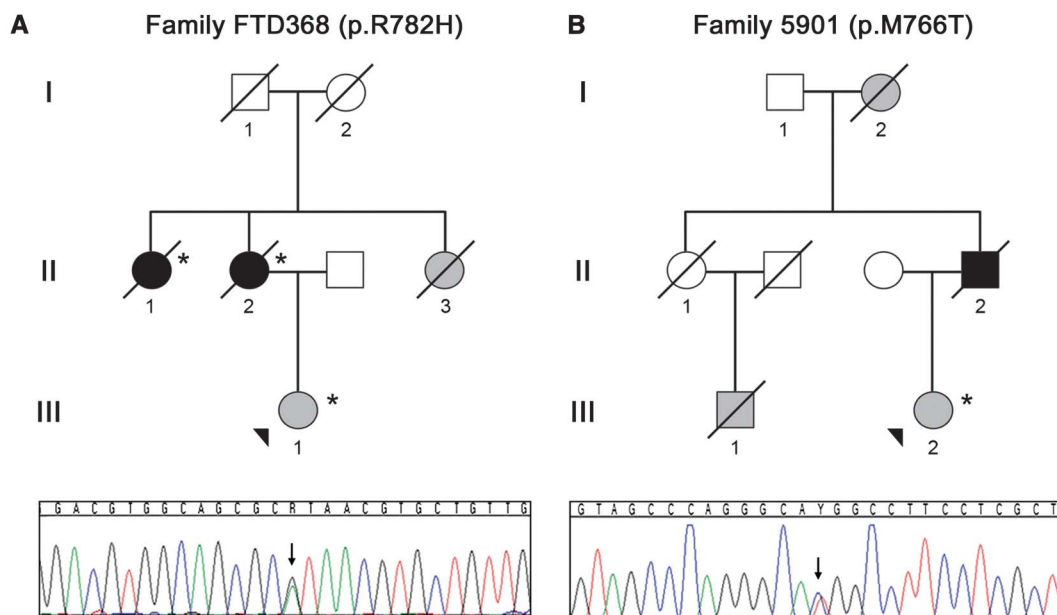 A Family FTD368 (p.R782H)
I
1 2
II
* *
1 2 3
III
*
1
G A C G T G G C A G C G C R T A A C G T G C T G T T G
B Family 5901 (p.M766T)
I
1 2
II
1 2
III
*
1 2
G T A G C C C A G G G C A Y G G C C T T C C T C G C T